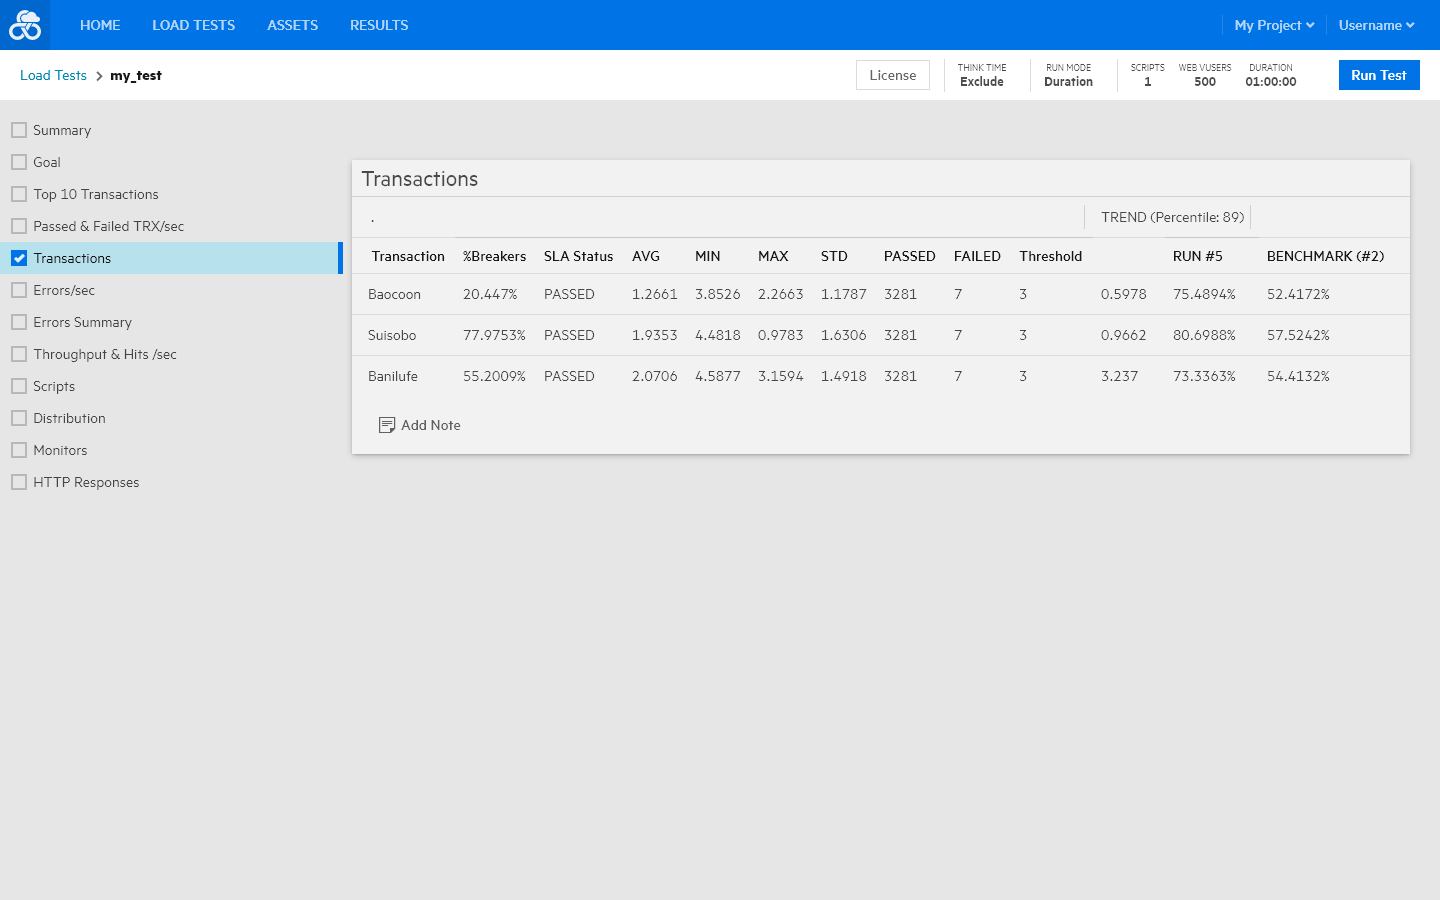 HOME LOAD TESTS ASSETS RESULTS My Project Username
Load Tests > my_test License THINK TIME RUN MODE SCRIPTS WEB VUSERS DURATION Run Test
Exclude Duration 1 500 01:00:00
Summary
Goal
Top 10 Transactions
Passed & Failed TRX/sec
Transactions
Errors/sec
Errors Summary
Throughput & Hits /sec
Scripts
Distribution
Monitors
HTTP Responses
Transactions
. TREND (Percentile: 89)
Transaction %Breakers SLA Status AVG MIN MAX STD PASSED FAILED Threshold RUN #5 BENCHMARK (#2)
Baocoon 20.447% PASSED 1.2661 3.8526 2.2663 1.1787 3281 7 3 0.5978 75.4894% 52.4172%
Suisobo 77.9753% PASSED 1.9353 4.4818 0.9783 1.6306 3281 7 3 0.9662 80.6988% 57.5242%
Banilufe 55.2009% PASSED 2.0706 4.5877 3.1594 1.4918 3281 7 3 3.237 73.3363% 54.4132%
Add Note